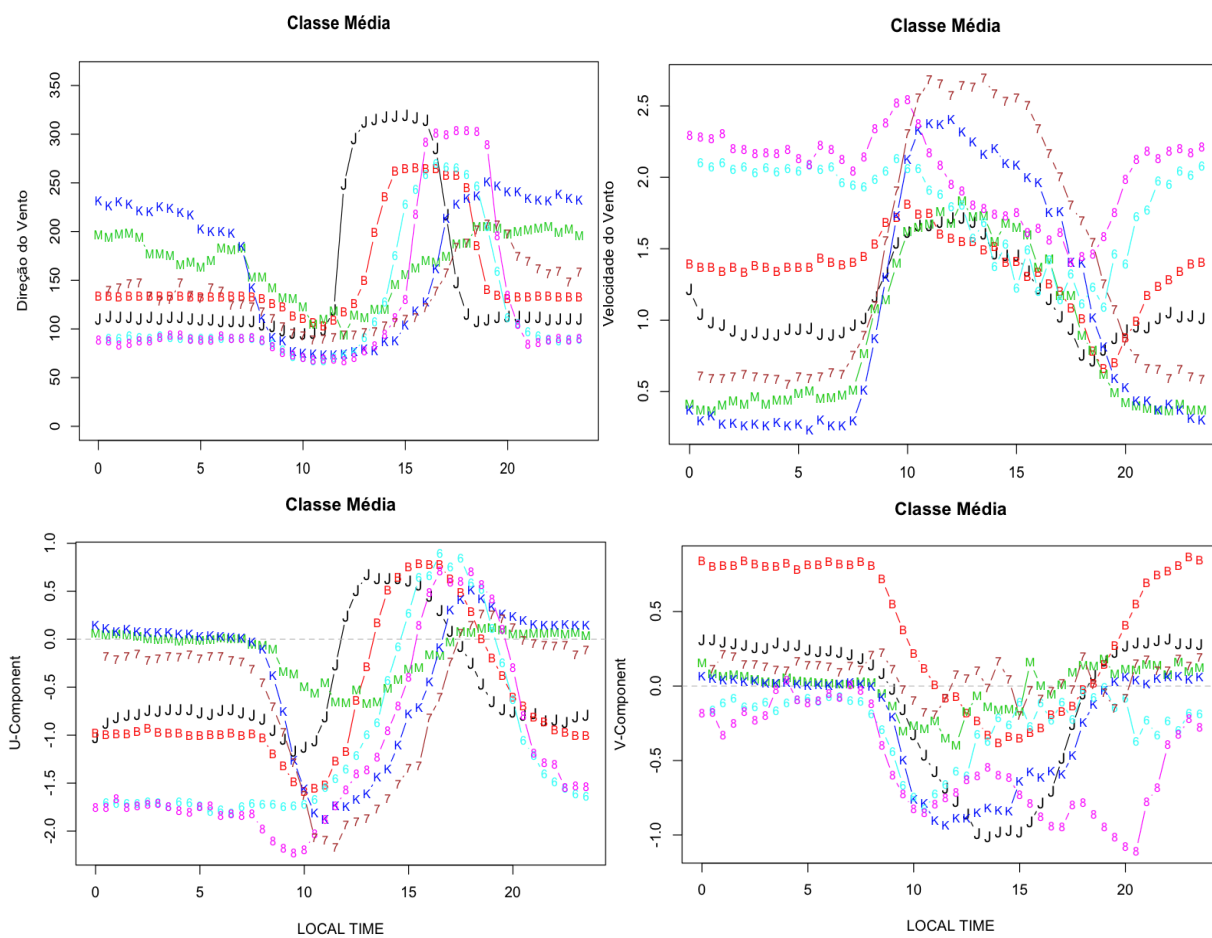 Classe Média
Direção do Vento
350
300
250
200
150
100
50
0
0 5 10 15 20
Classe Média
Velocidade do Vento
2.5
2.0
1.5
1.0
0.5
0 5 10 15 20
Classe Média
U-Component
1.0
0.5
0.0
-0.5
-1.0
-1.5
-2.0
0 5 10 15 20
LOCAL TIME
Classe Média
V-Component
0.5
0.0
-0.5
-1.0
0 5 10 15 20
LOCAL TIME